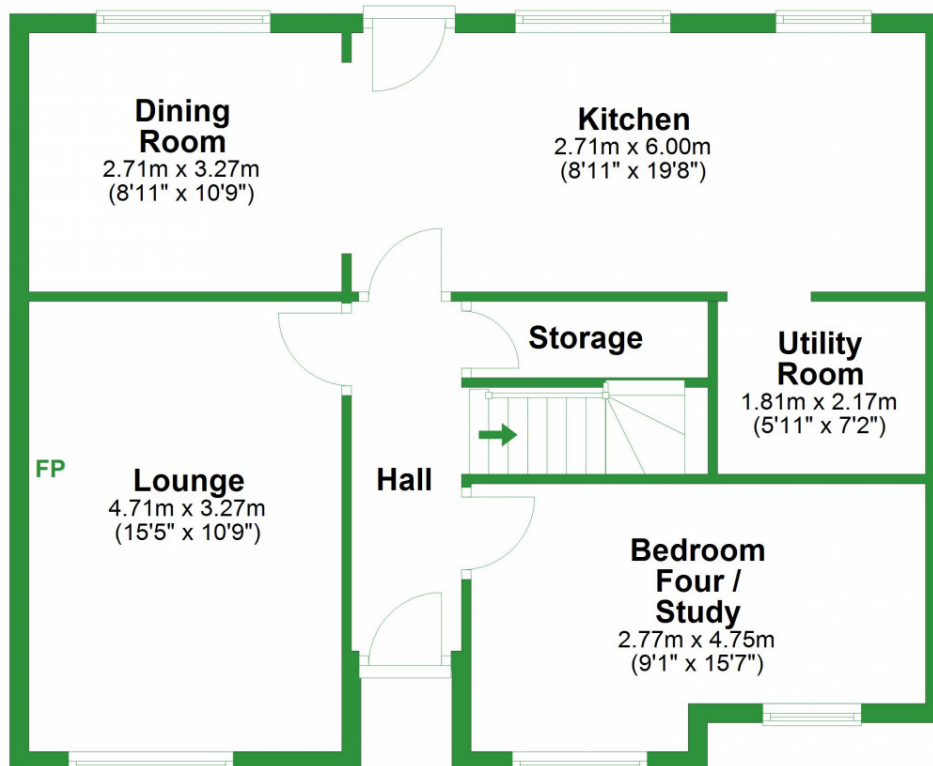 Dining
Room
2.71m x 3.27m
(8'11" x 10'9")
Kitchen
2.71m x 6.00m
(8'11" x 19'8")
Storage
Utility
Room
1.81m x 2.17m
(5'11" x 7'2")
FP
Lounge
4.71m x 3.27m
(15'5" x 10'9")
Hall
Bedroom
Four /
Study
2.77m x 4.75m
(9'1" x 15'7")